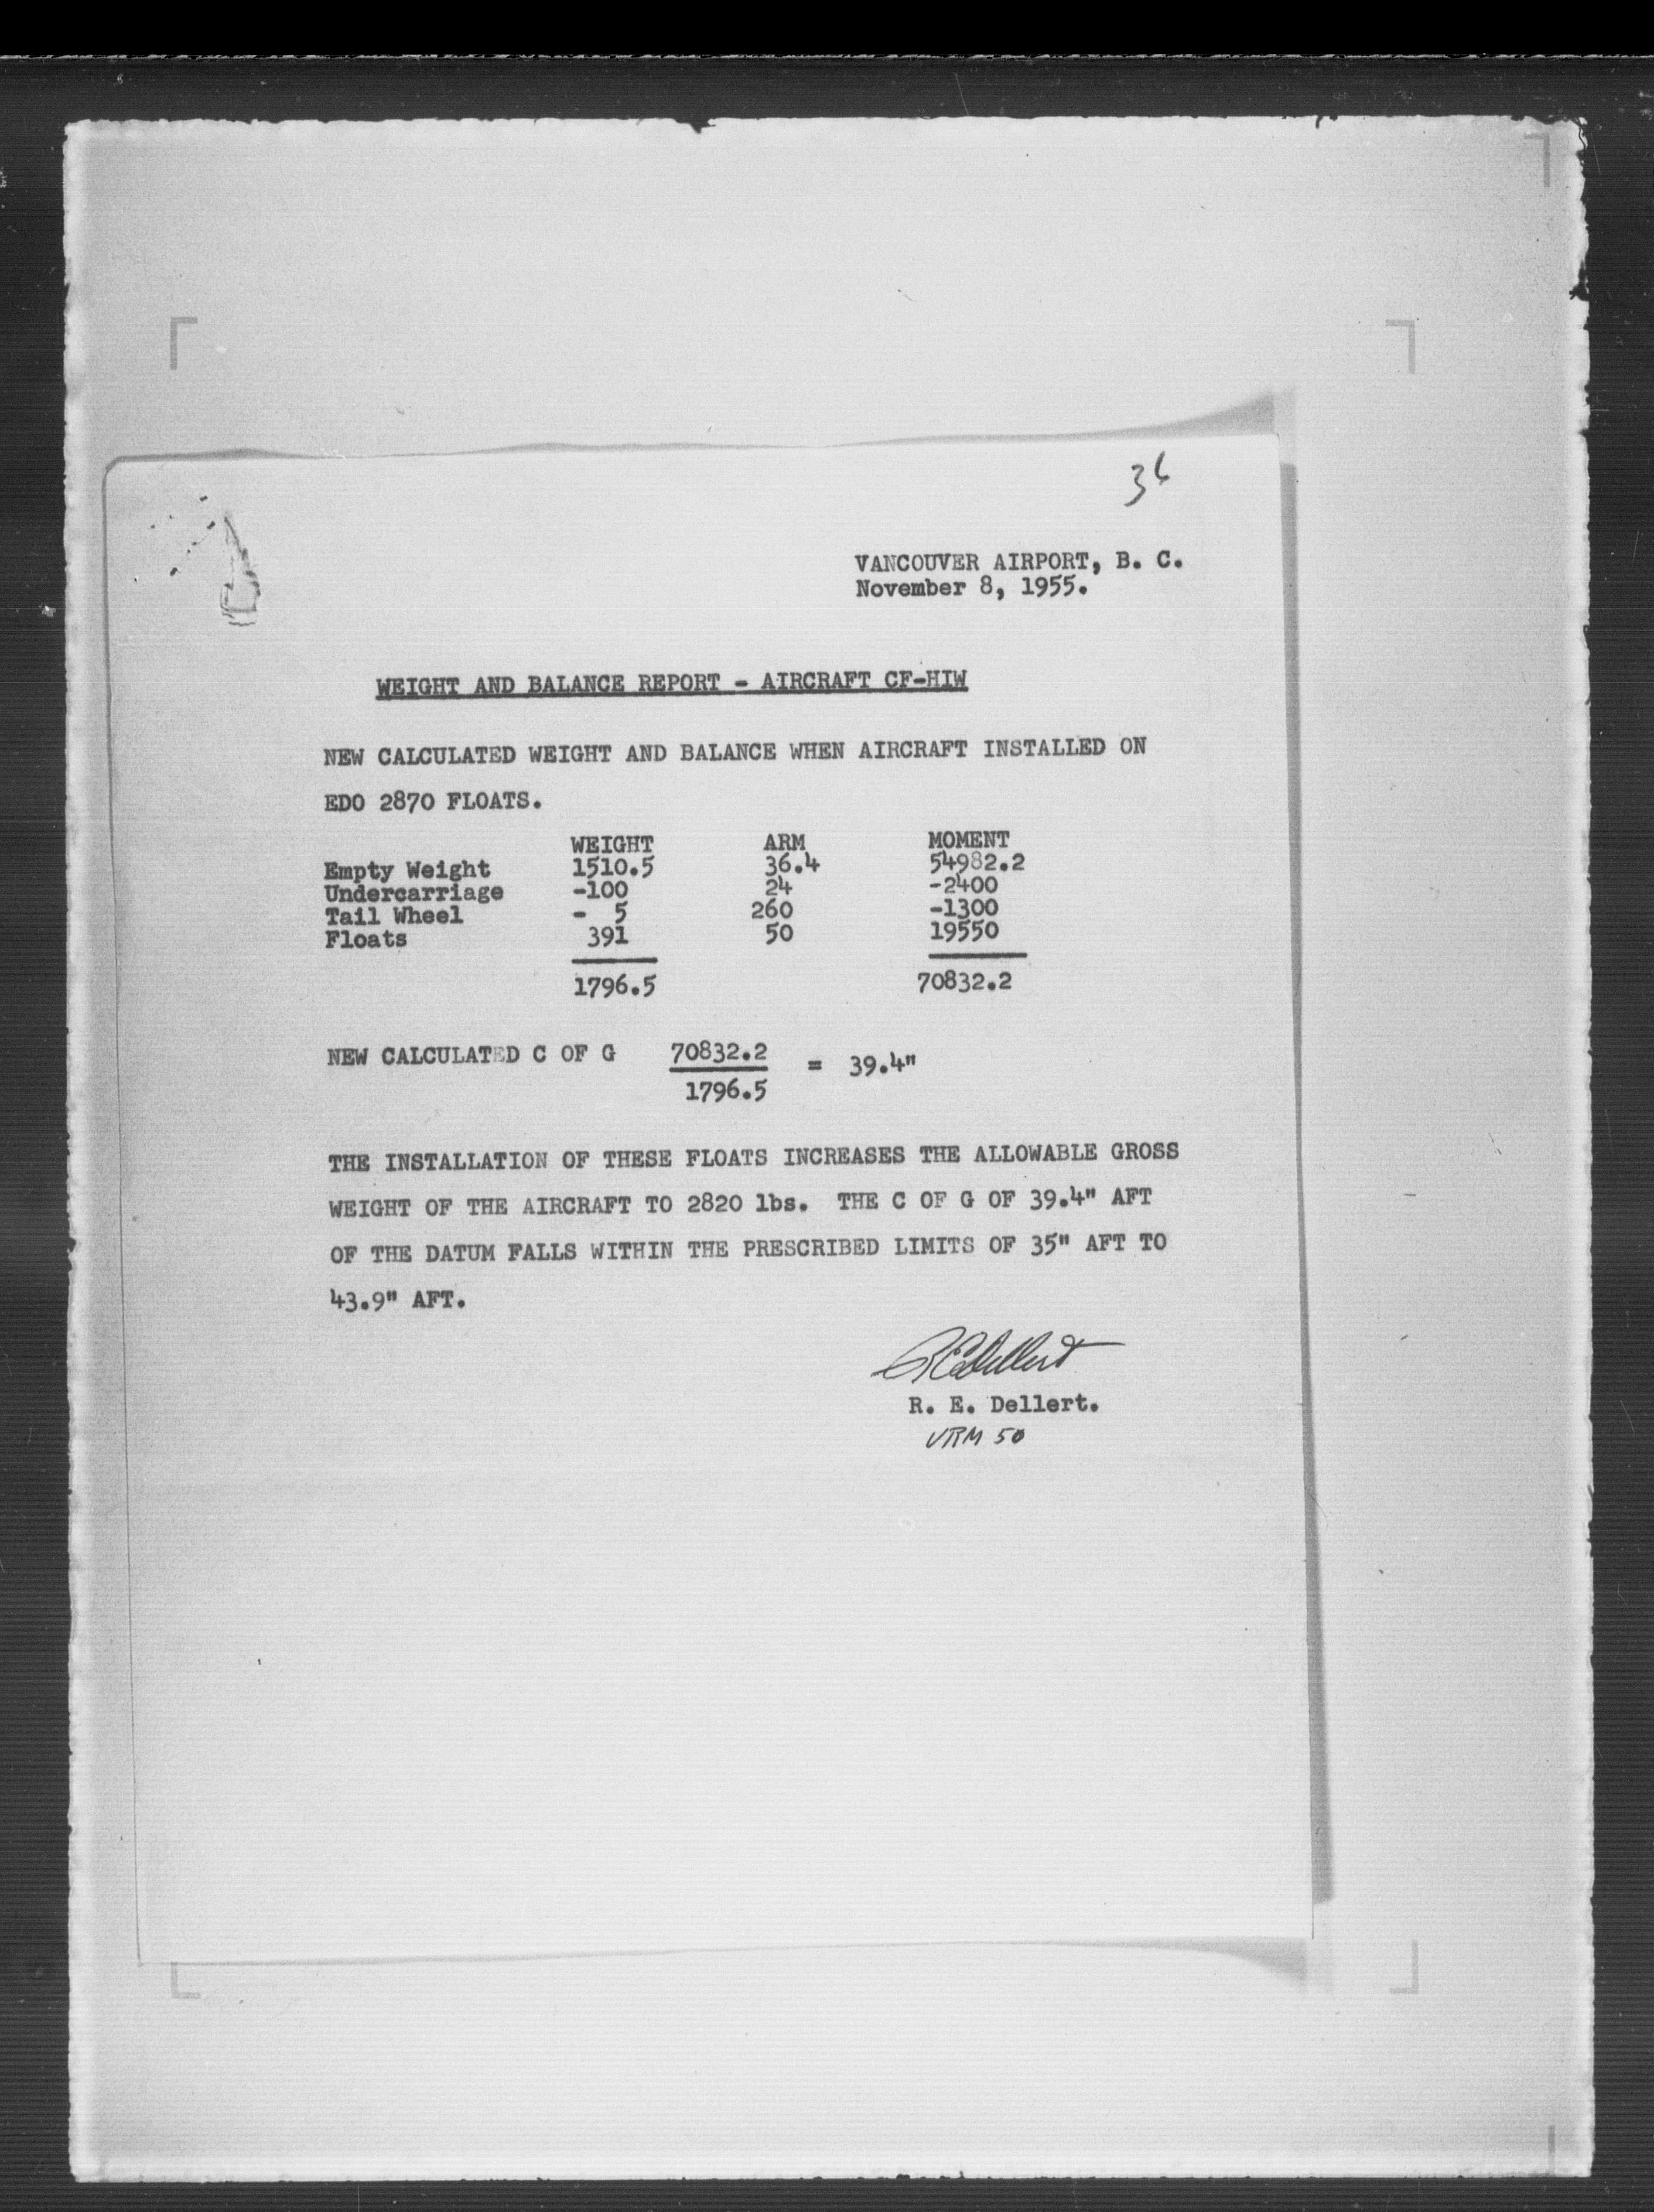 36
VANCOUVER AIRPORT, B. C.
November 8, 1955.
WEIGHT AND BALANCE REPORT - AIRCRAFT CF-HIW
NEW CALCULATED WEIGHT AND BALANCE WHEN AIRCRAFT INSTALLED ON
EDO 2870 FLOATS.
WEIGHT ARM MOMENT
Empty Weight 1510.5 36.4 54982.2
Undercarriage -100 24 -2400
Tail Wheel - 5 260 -1300
Floats 391 50 19550
1796.5 70832.2
NEW CALCULATED C OF G 70832.2 = 39.4"
1796.5
THE INSTALLATION OF THESE FLOATS INCREASES THE ALLOWABLE GROSS
WEIGHT OF THE AIRCRAFT TO 2820 lbs. THE C OF G OF 39.4" AFT
OF THE DATUM FALLS WITHIN THE PRESCRIBED LIMITS OF 35" AFT TO
43.9" AFT.
R E Dellert
R. E. Dellert.
VRM 50